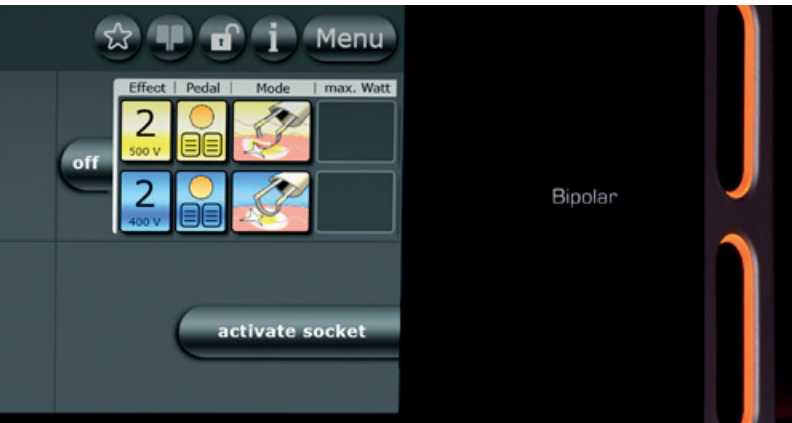 i Menu
Effect | Pedal | Mode | max. Watt
2
500 V
off
2
400 V
Bipolar
activate socket